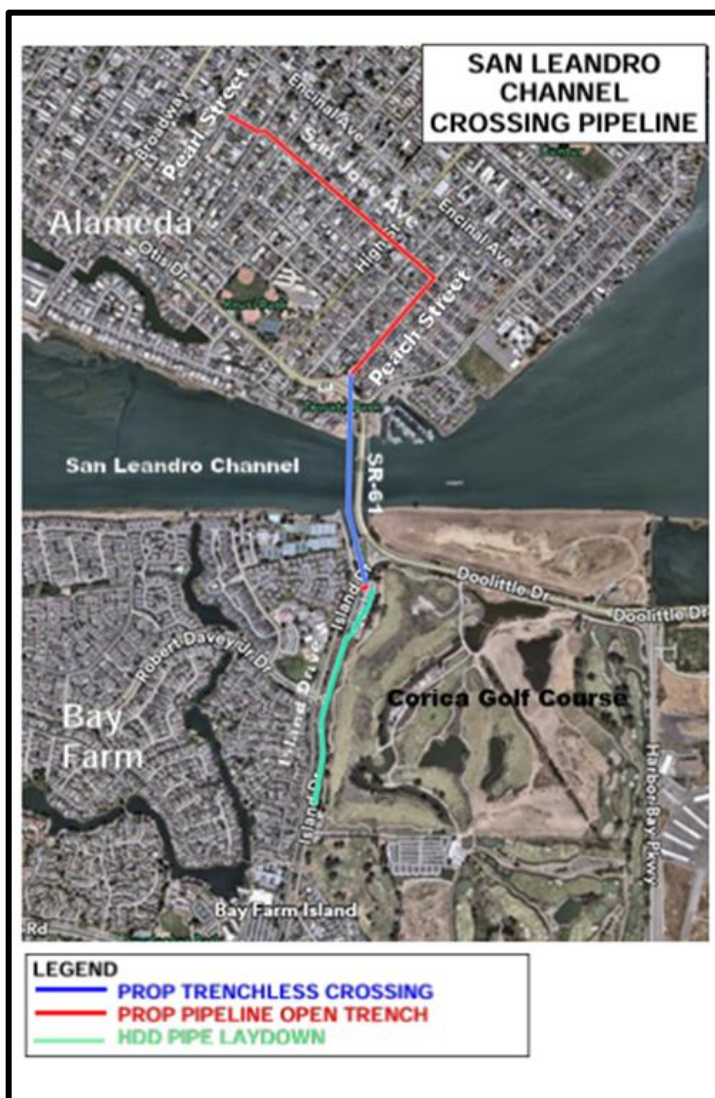 SAN LEANDRO
CHANNEL
CROSSING PIPELINE
Encinal Ave
Broadway
Pearl Street
San Jose Ave
Alameda
Otis Dr
High St
Encinal Ave
Peach Street
San Leandro Channel
SR-61
Island Dr
Doolittle Dr
Doolittle Dr
Robert Davey Jr Dr
Island Drive
Corica Golf Course
Bay
Farm
Island
Harbor Bay Pkwy
Bay Farm Island
Rd
LEGEND
PROP TRENCHLESS CROSSING
PROP PIPELINE OPEN TRENCH
HDD PIPE LAYDOWN